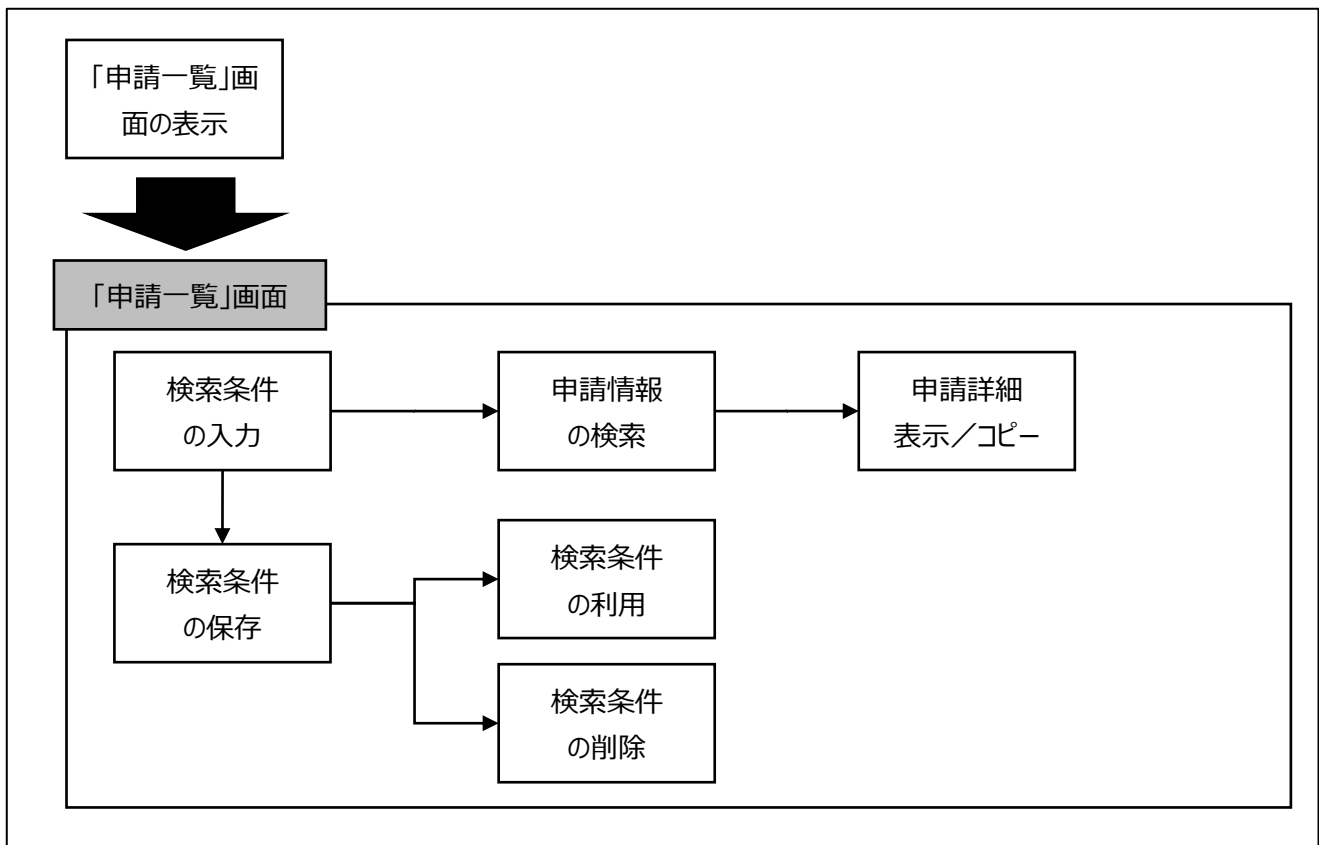 「申請一覧」画
面の表示
「申請一覧」画面
検索条件
の入力
申請情報
の検索
申請詳細
表示／コピー
検索条件
の保存
検索条件
の利用
検索条件
の削除